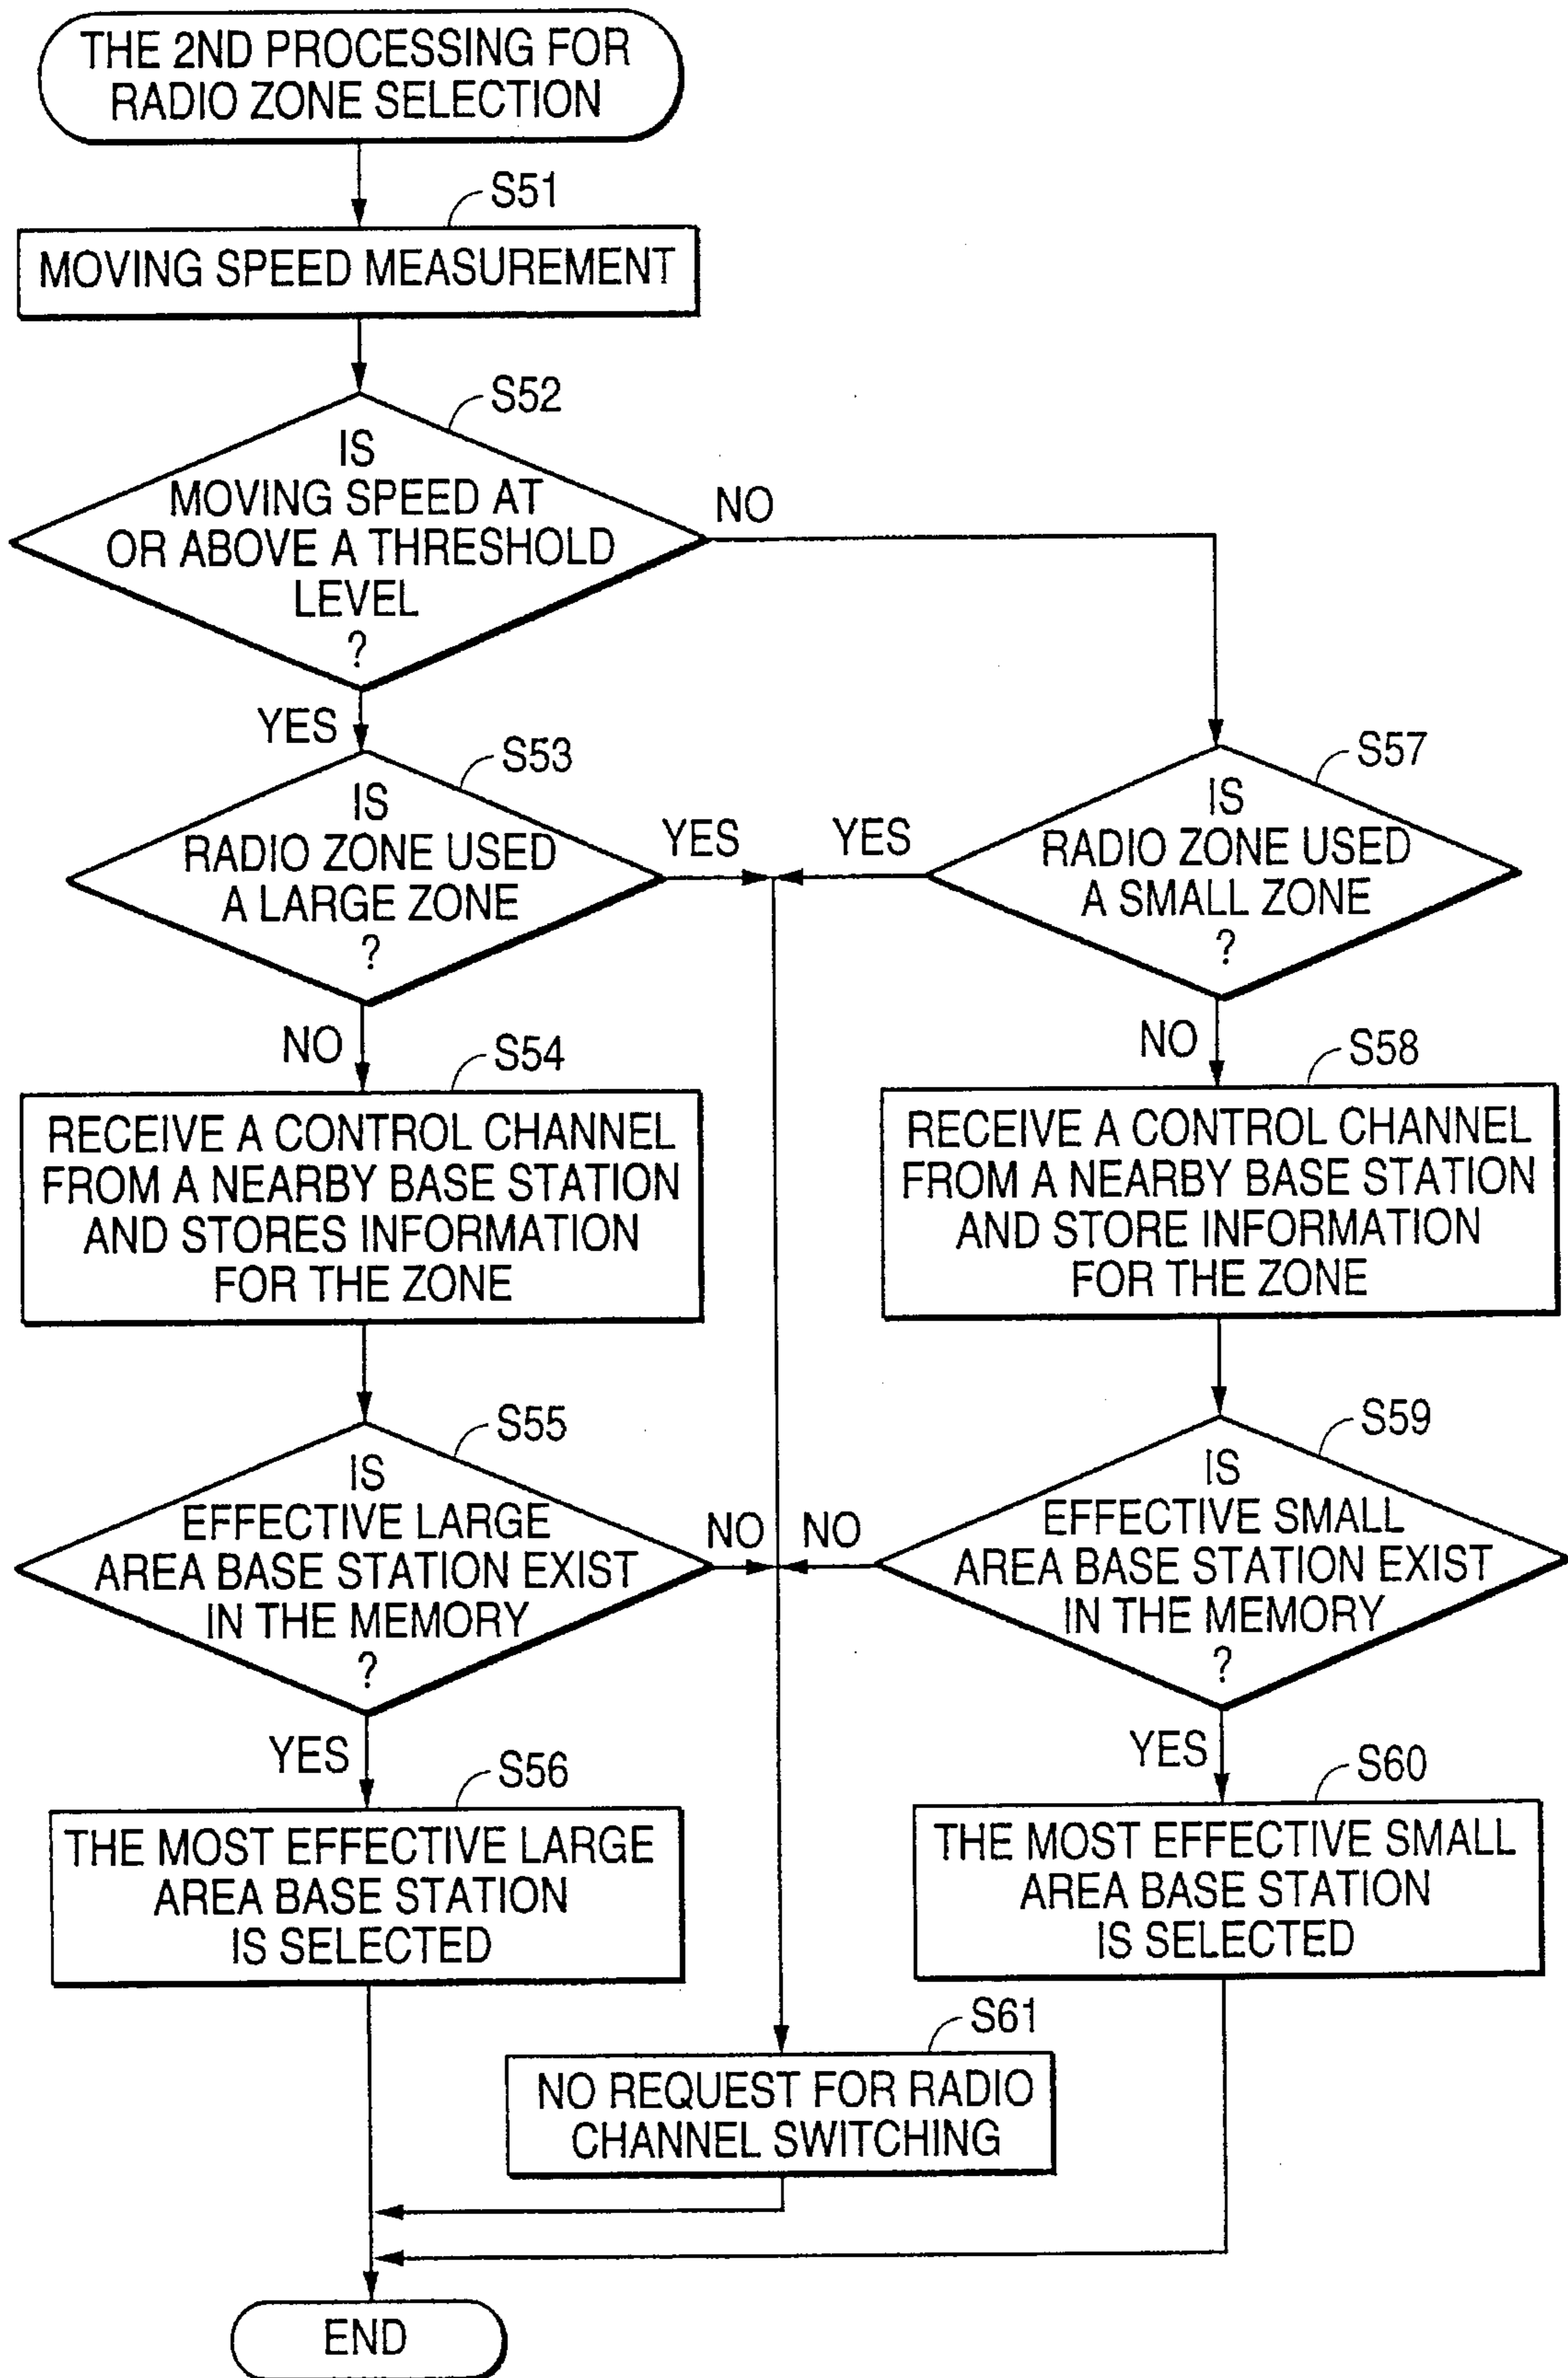 THE 2ND PROCESSING FOR
RADIO ZONE SELECTION
S51
MOVING SPEED MEASUREMENT
S52
IS
MOVING SPEED AT
OR ABOVE A THRESHOLD
LEVEL
?
NO
YES
S53
IS
RADIO ZONE USED
A LARGE ZONE
?
YES
YES
S57
IS
RADIO ZONE USED
A SMALL ZONE
?
NO
S54
RECEIVE A CONTROL CHANNEL
FROM A NEARBY BASE STATION
AND STORES INFORMATION
FOR THE ZONE
NO
S58
RECEIVE A CONTROL CHANNEL
FROM A NEARBY BASE STATION
AND STORE INFORMATION
FOR THE ZONE
S55
IS
EFFECTIVE LARGE
AREA BASE STATION EXIST
IN THE MEMORY
?
NO
NO
S59
IS
EFFECTIVE SMALL
AREA BASE STATION EXIST
IN THE MEMORY
?
YES
S56
THE MOST EFFECTIVE LARGE
AREA BASE STATION
IS SELECTED
YES
S60
THE MOST EFFECTIVE SMALL
AREA BASE STATION
IS SELECTED
S61
NO REQUEST FOR RADIO
CHANNEL SWITCHING
END